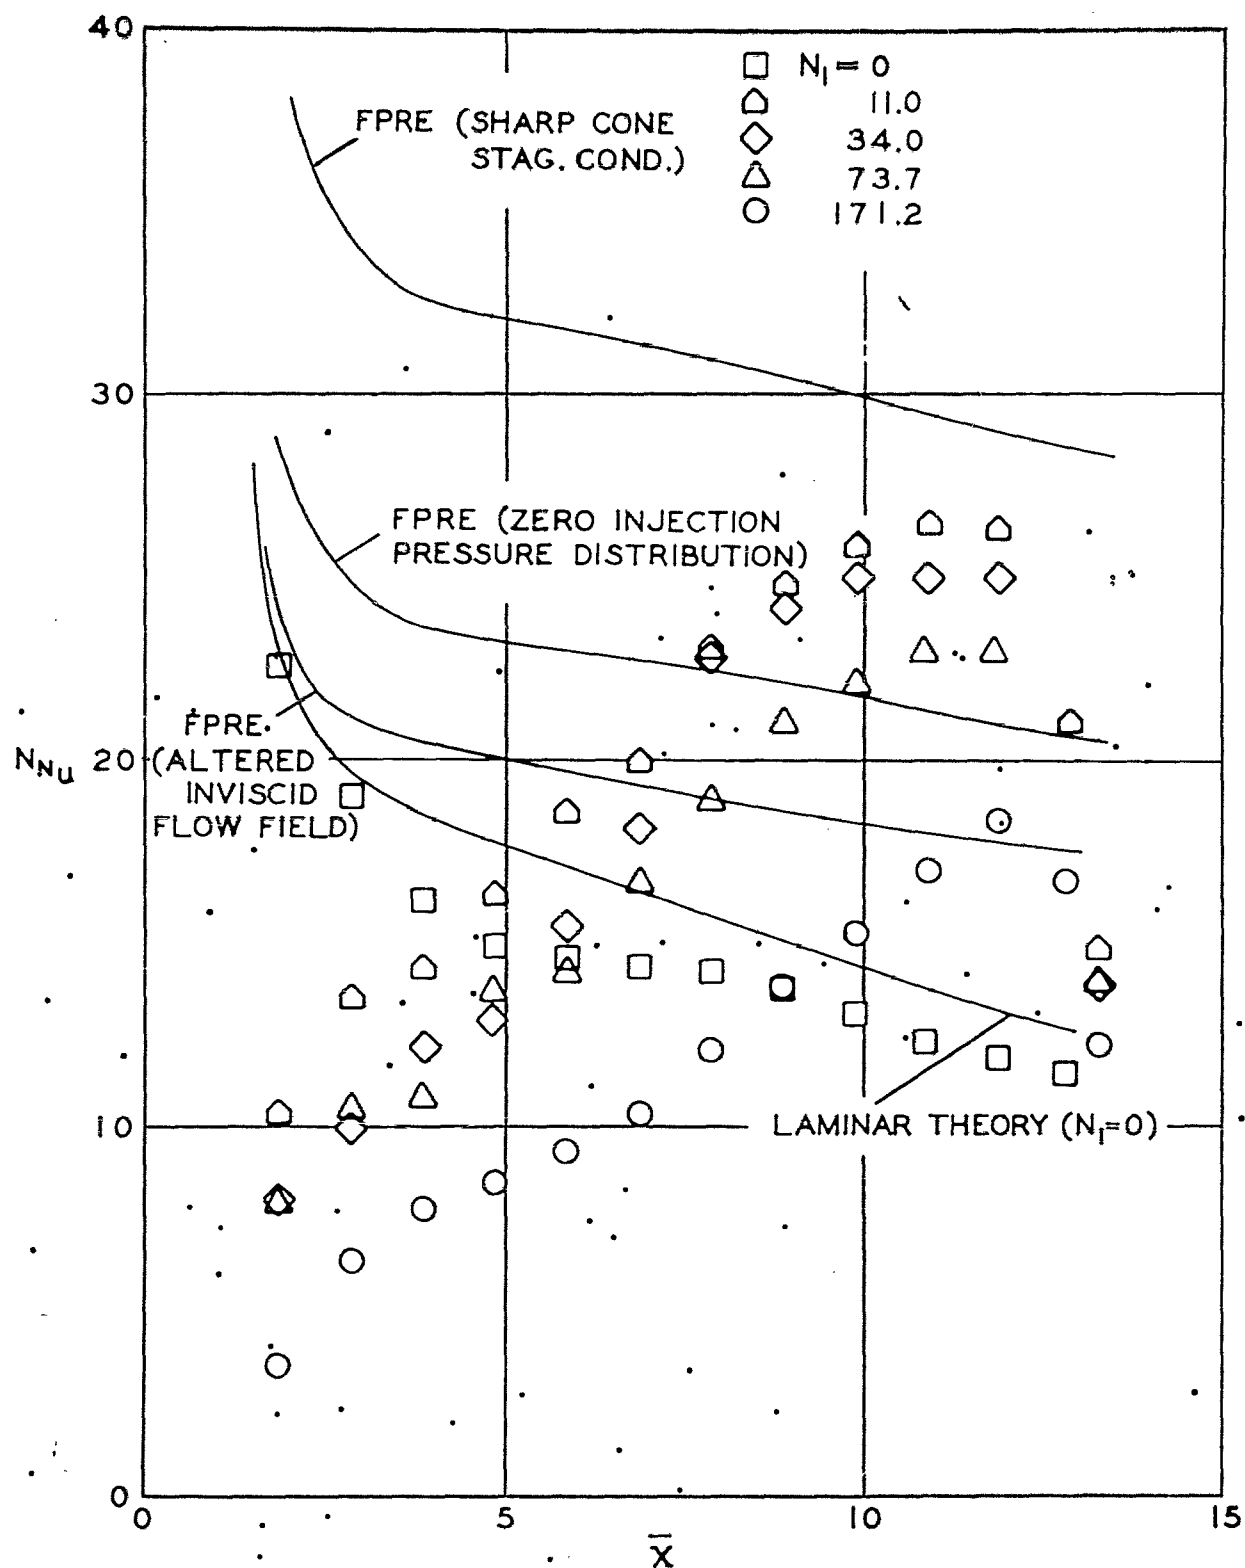 40
N₁ = 0
11.0
34.0
73.7
171.2
FPRE (SHARP CONE
STAG. COND.)
30
FPRE (ZERO INJECTION
PRESSURE DISTRIBUTION)
FPRE
(ALTERED
INVISCID
FLOW FIELD)
N_Nu
20
10
LAMINAR THEORY (N₁=0)
0
0
5
10
15
X̄